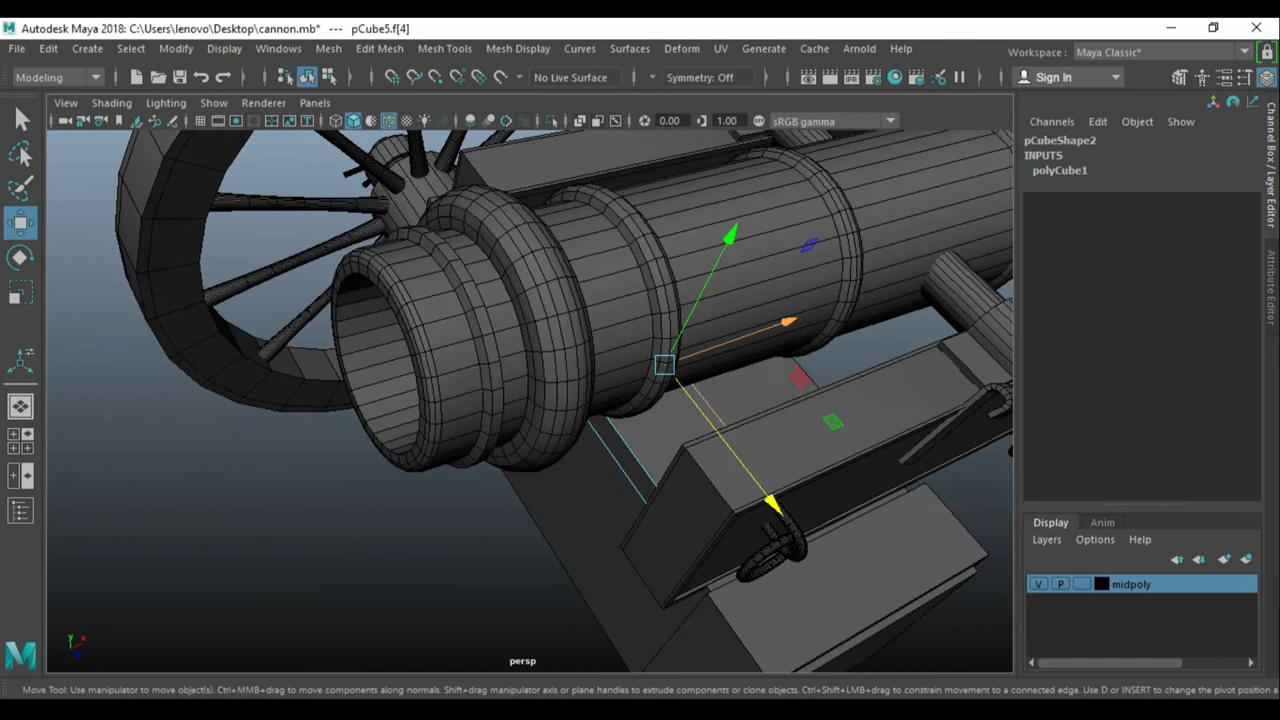 Autodesk Maya 2018: C:\Users\lenovo\Desktop\cannon.mb* --- pCube5.f[4]
File Edit Create Select Modify Display Windows Mesh Edit Mesh Mesh Tools Mesh Display Curves Surfaces Deform UV Generate Cache Arnold Help Workspace : Maya Classic*
Modeling No Live Surface Symmetry: Off Sign In
View Shading Lighting Show Renderer Panels
0.00 1.00 sRGB gamma
Channels Edit Object Show
pCubeShape2
INPUTS
polyCube1
Channel Box / Layer Editor
Attribute Editor
Display Anim
Layers Options Help
V P midpoly
y x z
persp
M
Move Tool: Use manipulator to move object(s). Ctrl+MMB+drag to move components along normals. Shift+drag manipulator axis or plane handles to extrude components or clone objects. Ctrl+Shift+LMB+drag to constrain movement to a connected edge. Use D or INSERT to change the pivot position a